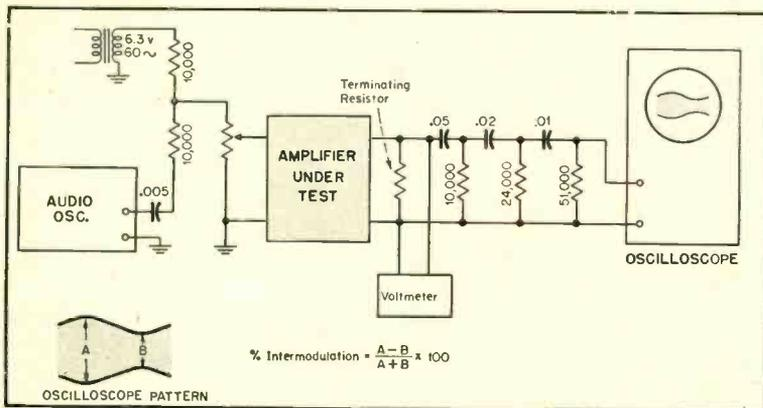 6.3 v
60~
10,000
10,000
.005
AUDIO
OSC.
AMPLIFIER
UNDER
TEST
Terminating
Resistor
.05
.02
.01
10,000
24,000
51,000
Voltmeter
OSCILLOSCOPE
A
B
OSCILLOSCOPE PATTERN
% Intermodulation = A−B
A+B x 100